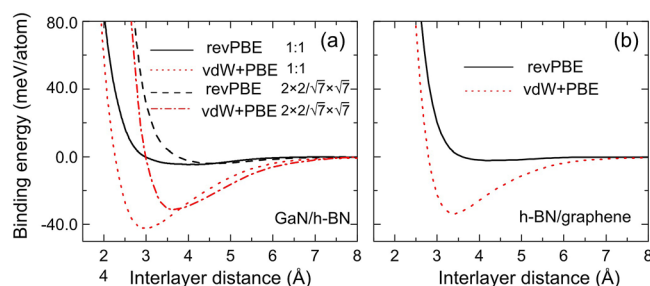 80.0
40.0
0.0
-40.0
Binding energy (meV/atom)
(a)
revPBE 1:1
vdW+PBE 1:1
revPBE 2×2/√7×√7
vdW+PBE 2×2/√7×√7
GaN/h-BN
2 3 4 5 6 7 8
4
Interlayer distance (Å)
(b)
revPBE
vdW+PBE
h-BN/graphene
2 3 4 5 6 7 8
Interlayer distance (Å)